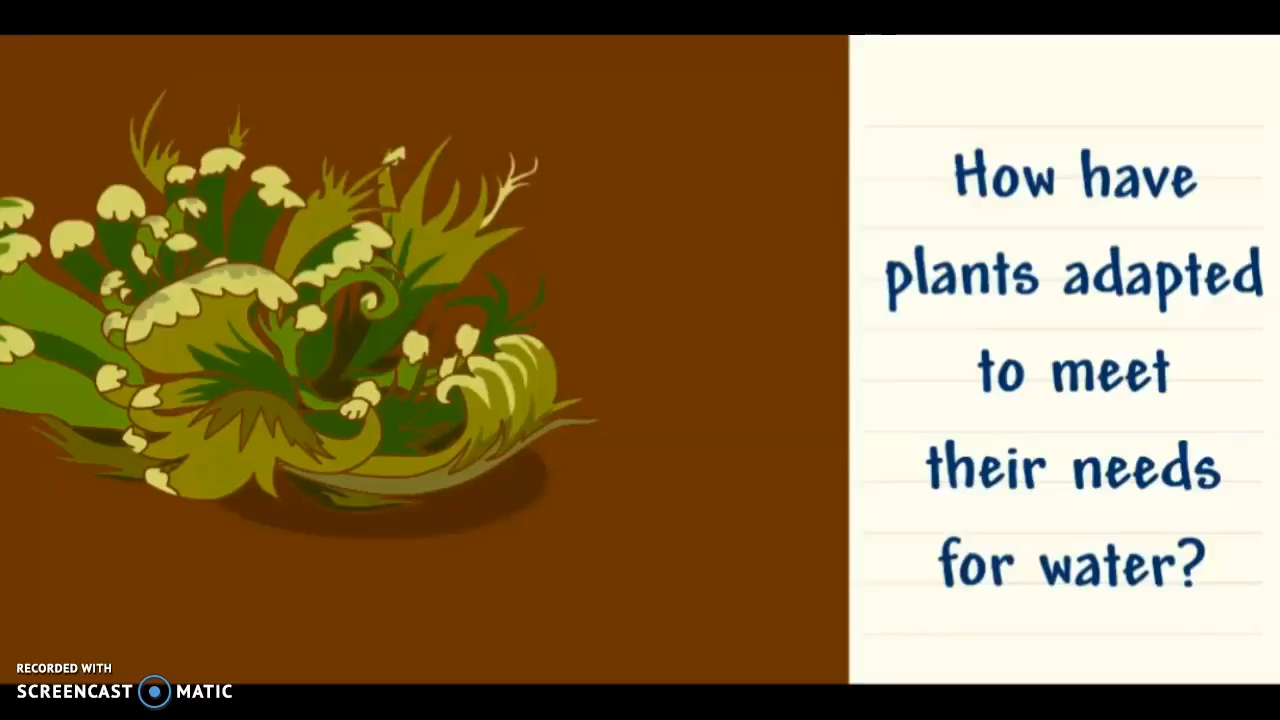 How have
plants adapted
to meet
their needs
for water?
RECORDED WITH
SCREENCAST MATIC